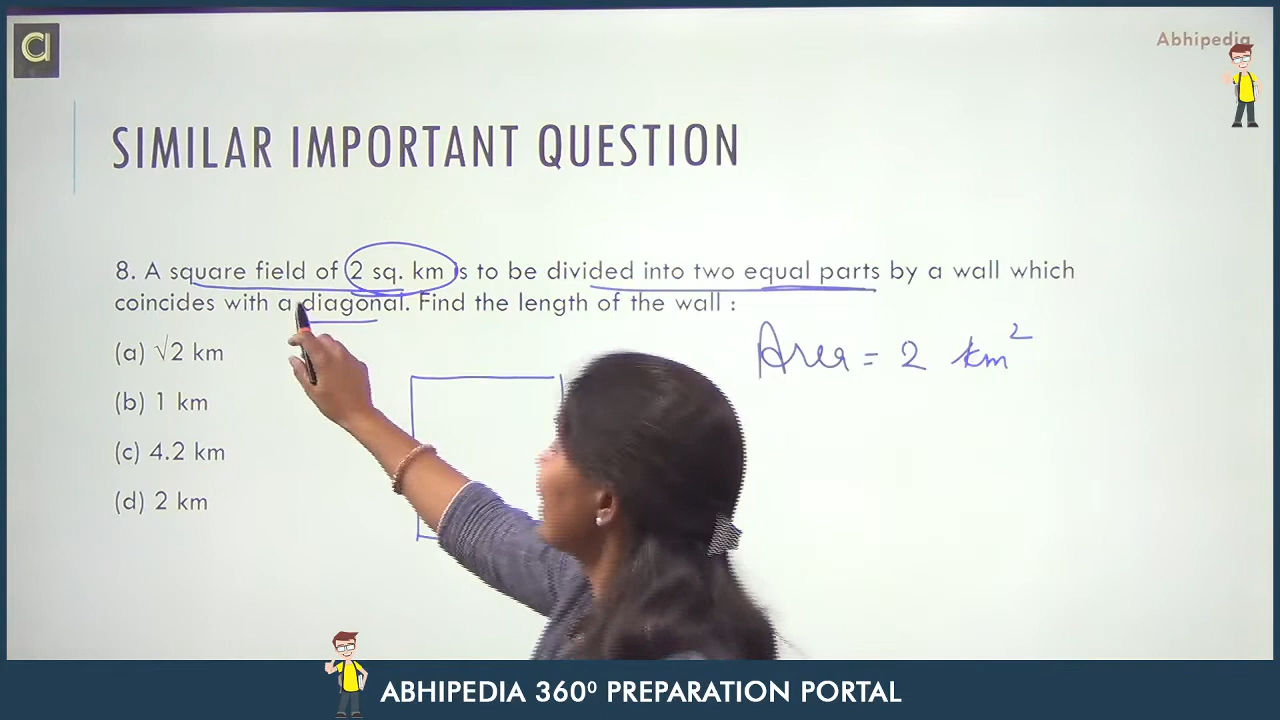 Abhipedia
SIMILAR IMPORTANT QUESTION
8. A square field of 2 sq. km is to be divided into two equal parts by a wall which
coincides with a diagonal. Find the length of the wall :
Area = 2 km²
(a) √2 km
(b) 1 km
(c) 4.2 km
(d) 2 km
ABHIPEDIA 360⁰ PREPARATION PORTAL